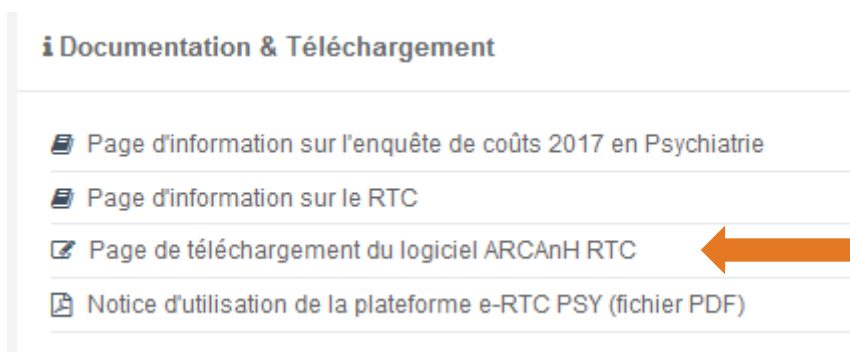 i Documentation & Téléchargement
Page d'information sur l'enquête de coûts 2017 en Psychiatrie
Page d'information sur le RTC
Page de téléchargement du logiciel ARCAnH RTC
Notice d'utilisation de la plateforme e-RTC PSY (fichier PDF)